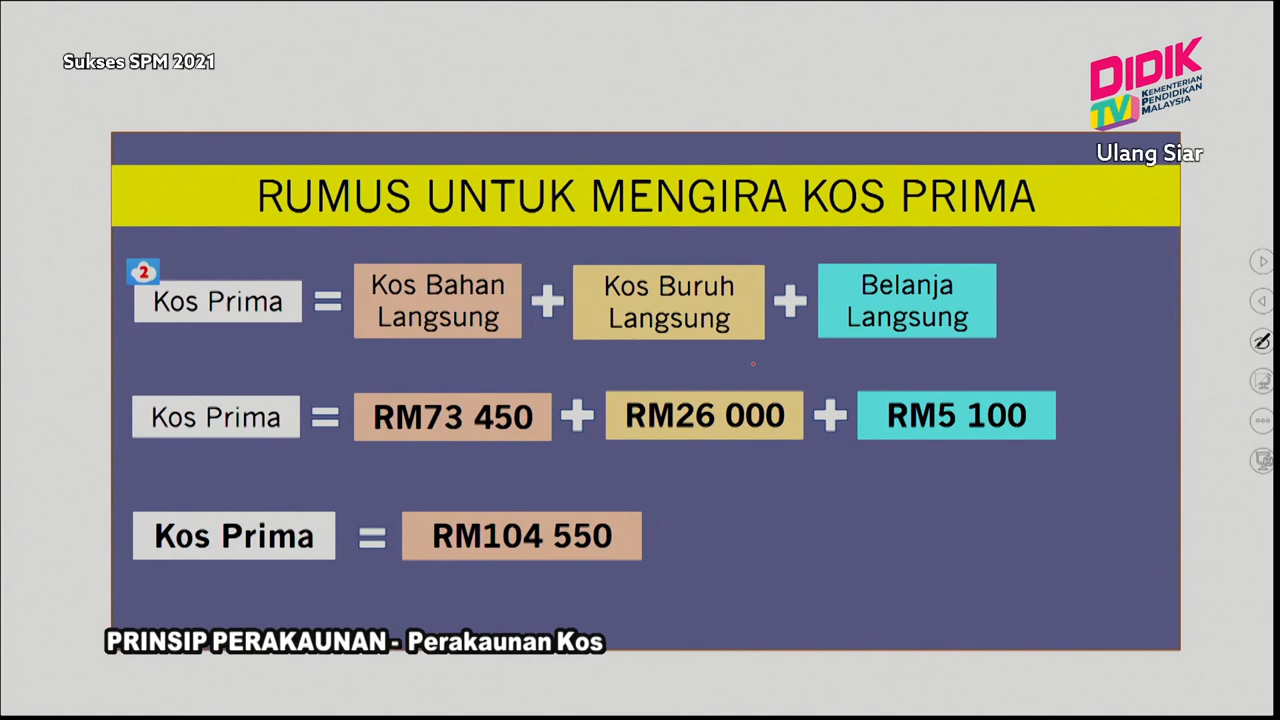 Sukses SPM 2021
DIDIK
TV
KEMENTERIAN
PENDIDIKAN
MALAYSIA
Ulang Siar
RUMUS UNTUK MENGIRA KOS PRIMA
2
Kos Prima = Kos Bahan Langsung + Kos Buruh Langsung + Belanja Langsung
Kos Prima = RM73 450 + RM26 000 + RM5 100
Kos Prima = RM104 550
PRINSIP PERAKAUNAN - Perakaunan Kos